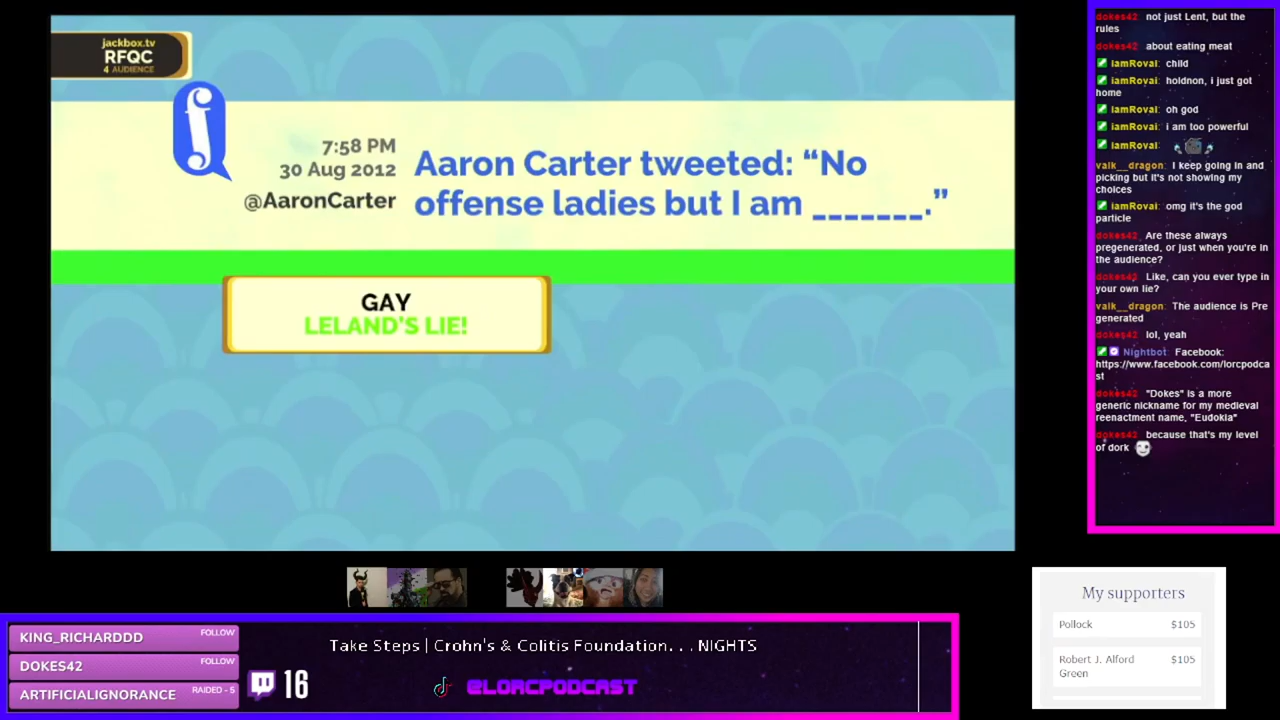 jackbox.tv
RFQC
4 AUDIENCE
7:58 PM
30 Aug 2012
@AaronCarter
Aaron Carter tweeted: “No
offense ladies but I am _______.”
GAY
LELAND'S LIE!
dokes42 not just Lent, but the
rules
dokes42 about eating meat
IamRoval: child
IamRoval: holdnon, i just got
home
IamRoval: oh god
IamRoval: i am too powerful
IamRoval:
valk__dragon: I keep going in and
picking but it's not showing my
choices
IamRoval: omg it's the god
particle
dokes42 Are these always
pregenerated, or just when you're in
the audience?
dokes42 Like, can you ever type in
your own lie?
valk__dragon: The audience is Pre
generated
dokes42 lol, yeah
Nightbot: Facebook:
https://www.facebook.com/lorcpodca
st
dokes42 "Dokes" is a more
generic nickname for my medieval
reenactment name, "Eudokia"
dokes42 because that's my level
of dork
KING_RICHARDDD FOLLOW
DOKES42 FOLLOW
ARTIFICIALIGNORANCE RAIDED - 5
16
Take Steps | Crohn's & Colitis Foundation. . . NIGHTS
@LORCPODCAST
My supporters
Pollock $105
Robert J. Alford $105
Green